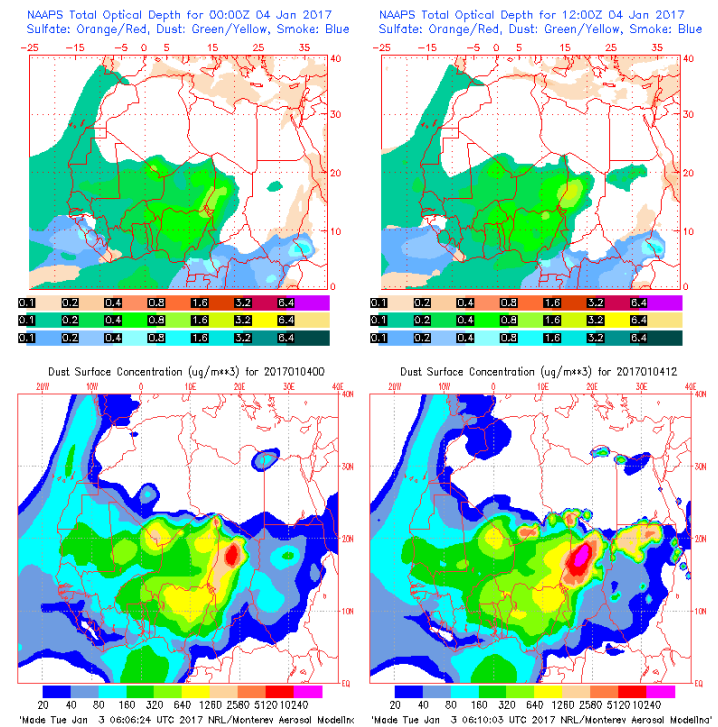 NAAPS Total Optical Depth for 00:00Z 04 Jan 2017
Sulfate: Orange/Red, Dust: Green/Yellow, Smoke: Blue
-25 -15 -5 5 15 25 35
40
30
20
10
0
0.1 0.2 0.4 0.8 1.6 3.2 6.4
0.1 0.2 0.4 0.8 1.6 3.2 6.4
0.1 0.2 0.4 0.8 1.6 3.2 6.4
NAAPS Total Optical Depth for 12:00Z 04 Jan 2017
Sulfate: Orange/Red, Dust: Green/Yellow, Smoke: Blue
-25 -15 -5 5 15 25 35
40
30
20
10
0
0.1 0.2 0.4 0.8 1.6 3.2 6.4
0.1 0.2 0.4 0.8 1.6 3.2 6.4
0.1 0.2 0.4 0.8 1.6 3.2 6.4
Dust Surface Concentration (ug/m**3) for 2017010400
20W 10W 0 10E 20E 30E 40E
40N
30N
20N
10N
EQ
20 40 80 160 320 640 1280 2560 5120 10240
'Made Tue Jan 3 06:06:24 UTC 2017 NRL/Monterey Aerosol Modelling
Dust Surface Concentration (ug/m**3) for 2017010412
20W 10W 0 10E 20E 30E 40E
40N
30N
20N
10N
EQ
20 40 80 160 320 640 1280 2560 5120 10240
'Made Tue Jan 3 06:10:03 UTC 2017 NRL/Monterey Aerosol Modelling